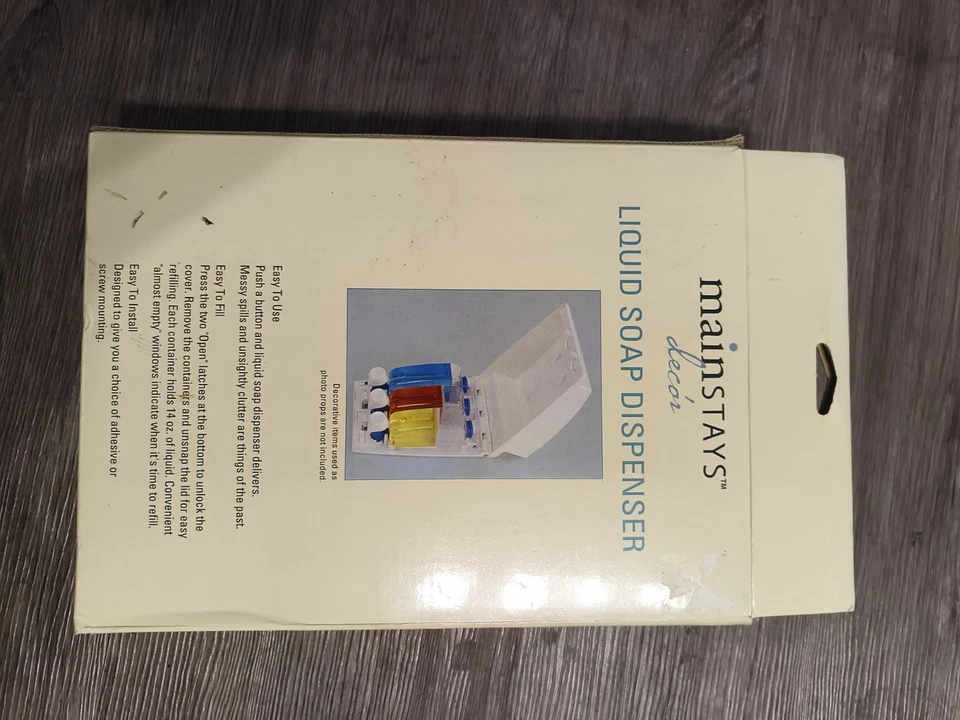 mainSTAYS™
decór
LIQUID SOAP DISPENSER
Decorative items used as
photo props are not included.
Easy To Use
Push a button and liquid soap dispenser delivers.
Messy spills and unsightly clutter are things of the past.
Easy To Fill
Press the two "Open" latches at the bottom to unlock the
cover. Remove the containers and unsnap the lid for easy
refilling. Each container holds 14 oz. of liquid. Convenient
"almost empty" windows indicate when it's time to refill.
Easy To Install
Designed to give you a choice of adhesive or
screw mounting.